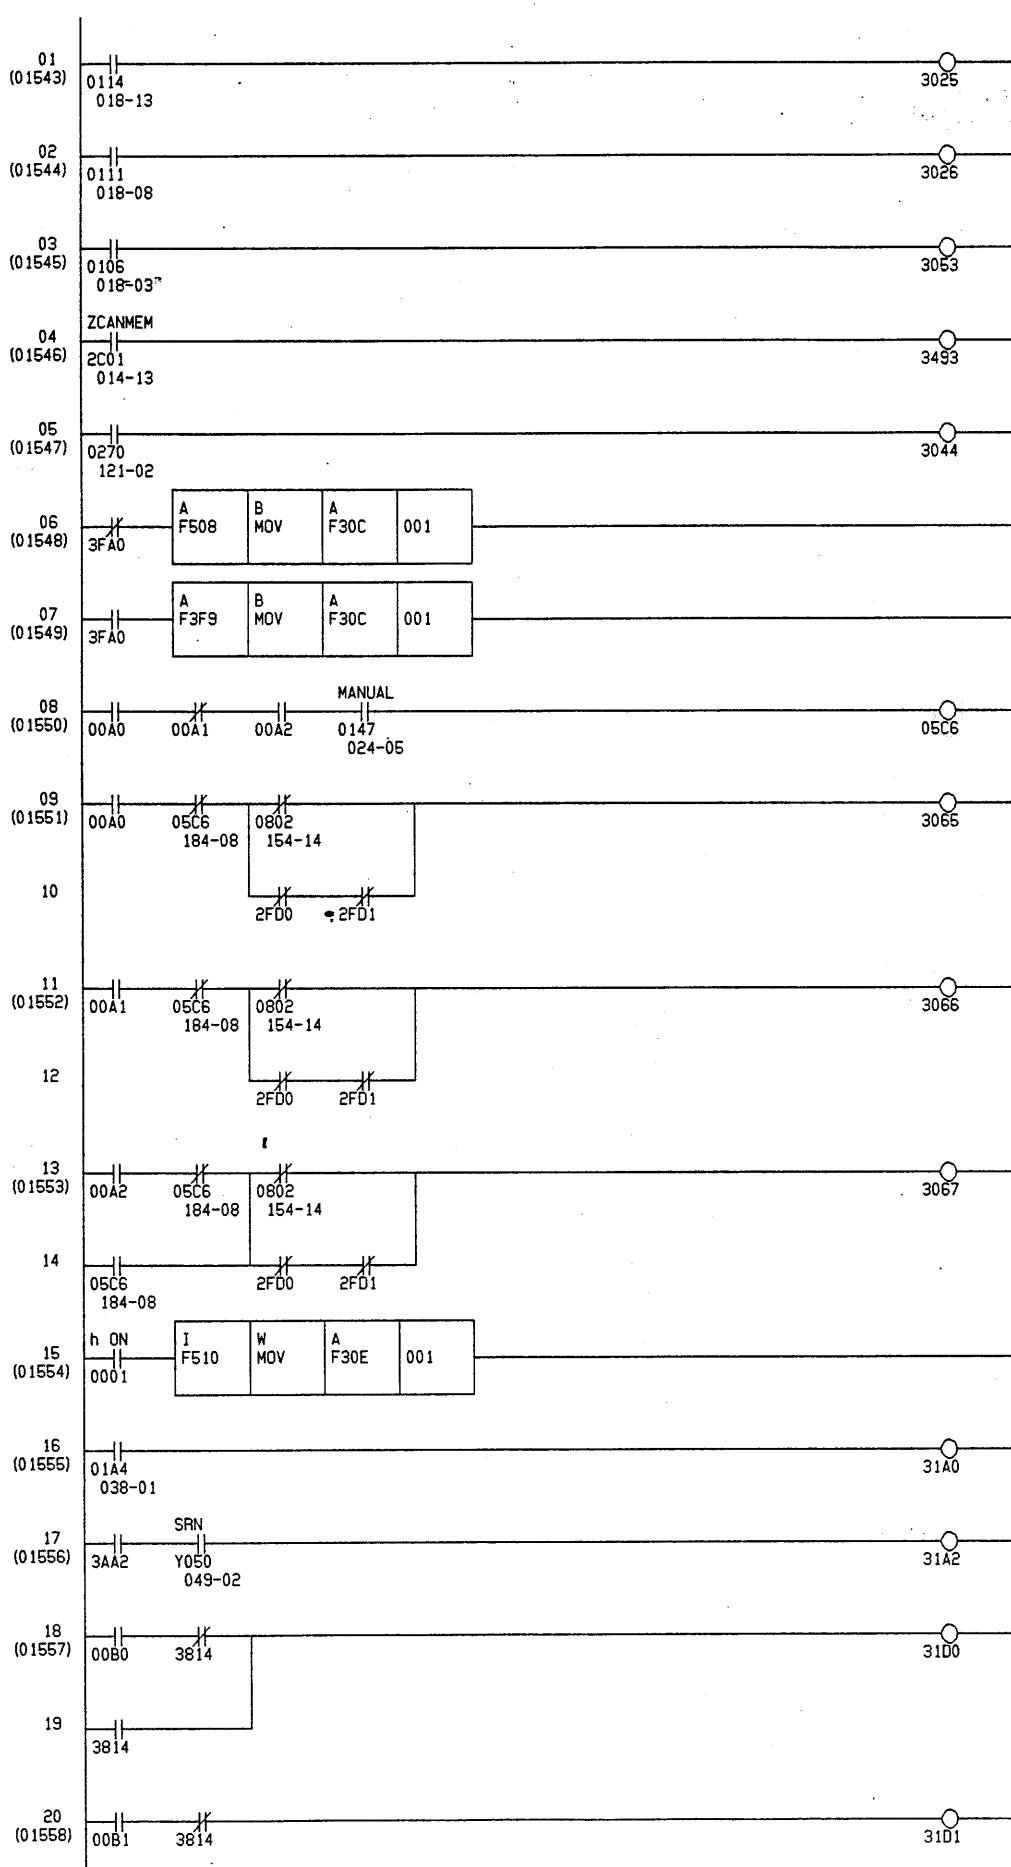 01
(01543) 0114 3025
018-13
02
(01544) 0111 3026
018-08
03
(01545) 0106 3053
018-03
ZCANMEM
04
(01546) 2C01 3493
014-13
05
(01547) 0270 3044
121-02
A B A
06 F508 MOV F30C 001
(01548) 3FA0
A B A
07 F3F9 MOV F30C 001
(01549) 3FA0
MANUAL
08
(01550) 00A0 00A1 00A2 0147 05C6
024-05
09
(01551) 00A0 05C6 0802 3065
184-08 154-14
10
2FD0 2FD1
11
(01552) 00A1 05C6 0802 3066
184-08 154-14
12
2FD0 2FD1
13
(01553) 00A2 05C6 0802 3067
184-08 154-14
14
05C6 2FD0 2FD1
184-08
h ON I W A
15 F510 MOV F30E 001
(01554) 0001
16
(01555) 01A4 31A0
038-01
SRN
17
(01556) 3AA2 Y050 31A2
049-02
18
(01557) 00B0 3814 31D0
19
3814
20
(01558) 00B1 3814 31D1